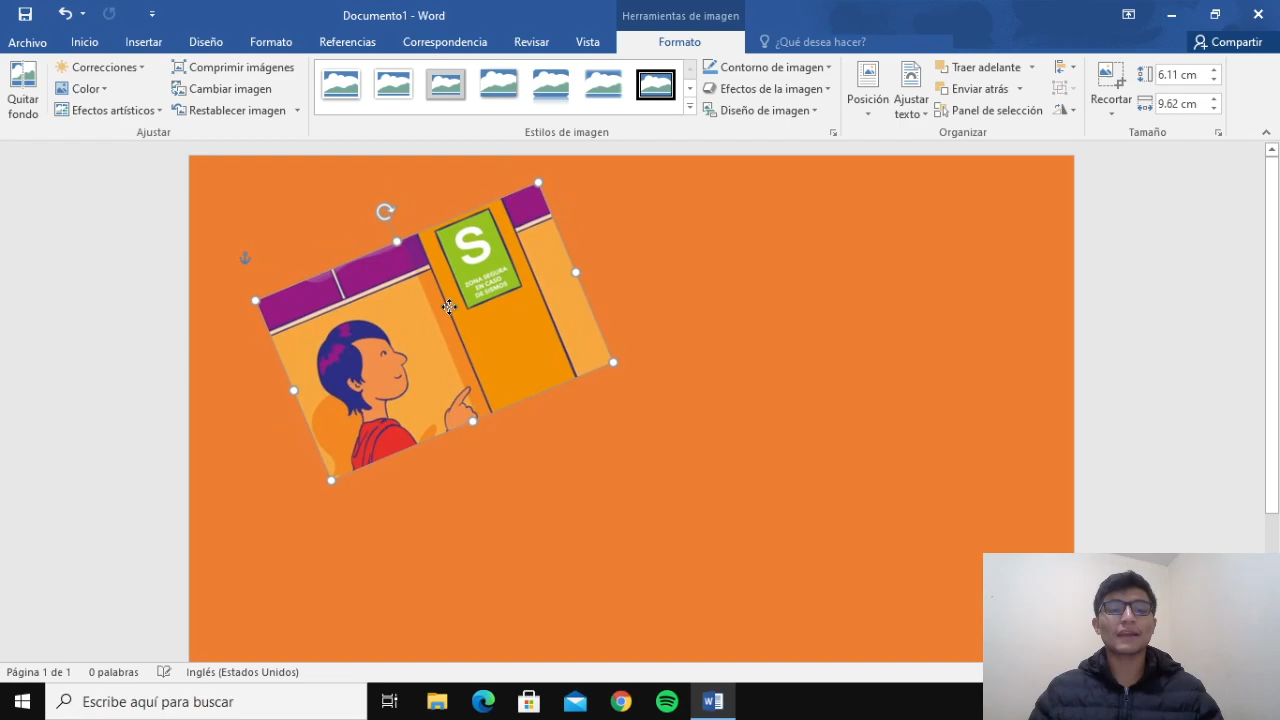 Documento1 - Word
Herramientas de imagen
Archivo
Inicio
Insertar
Diseño
Formato
Referencias
Correspondencia
Revisar
Vista
Formato
¿Qué desea hacer?
Compartir
Quitar fondo
Correcciones
Color
Efectos artísticos
Comprimir imágenes
Cambiar imagen
Restablecer imagen
Ajustar
Estilos de imagen
Contorno de imagen
Efectos de la imagen
Diseño de imagen
Posición
Ajustar texto
Traer adelante
Enviar atrás
Panel de selección
Organizar
Recortar
6.11 cm
9.62 cm
Tamaño
S
ZONA SEGURA
EN CASO
DE SISMOS
Página 1 de 1
0 palabras
Inglés (Estados Unidos)
Escribe aquí para buscar